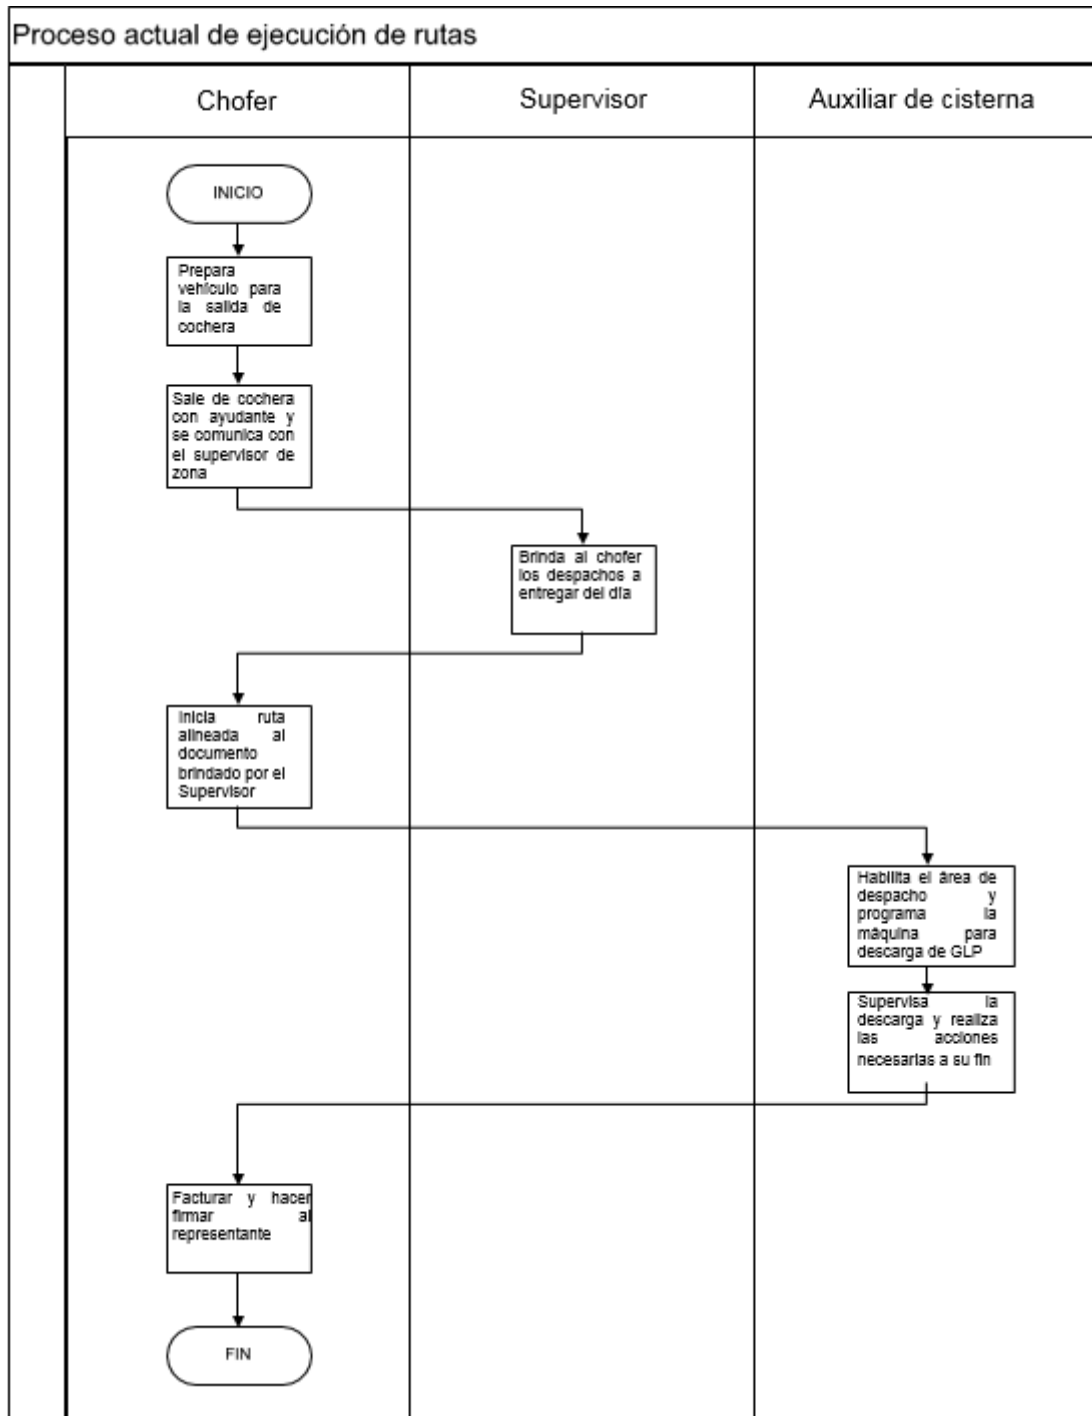 Proceso actual de ejecución de rutas
Chofer
Supervisor
Auxiliar de cisterna
INICIO
Prepara
vehículo para
la salida de
cochera
Sale de cochera
con ayudante y
se comunica con
el supervisor de
zona
Brinda al chofer
los despachos a
entregar del día
Inicia ruta
alineada al
documento
brindado por el
Supervisor
Habilita el área de
despacho y
programa la
máquina para
descarga de GLP
Supervisa la
descarga y realiza
las acciones
necesarias a su fin
Facturar y hacer
firmar al
representante
FIN